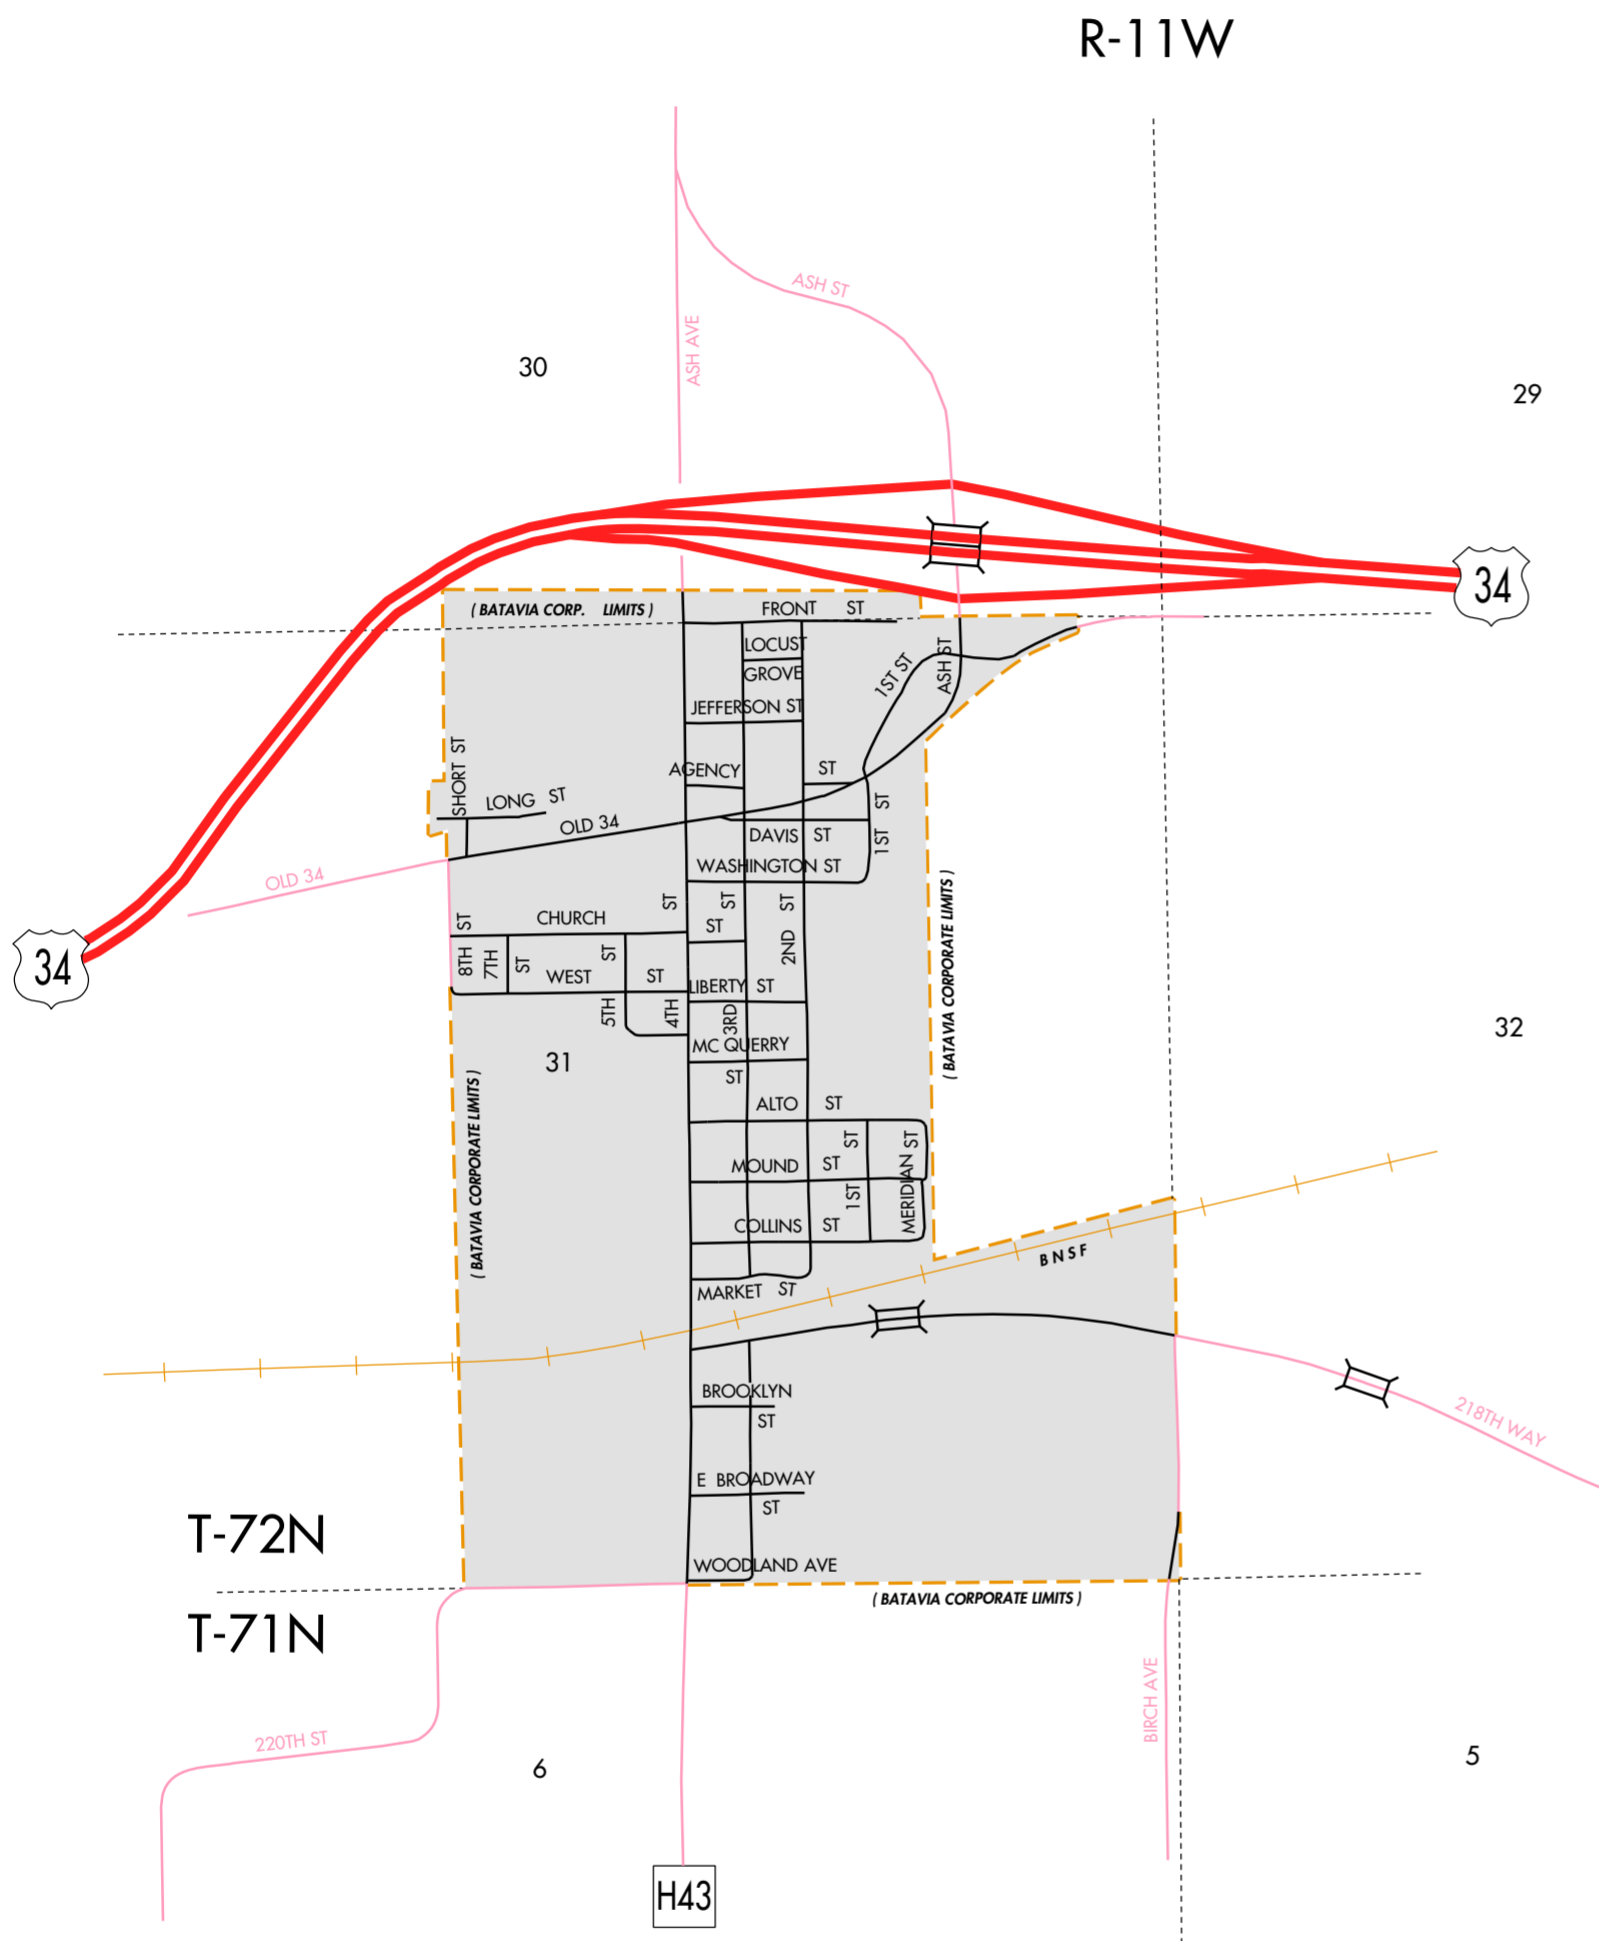 R-11W
ASH ST
ASH AVE
30
29
34
( BATAVIA CORP. LIMITS )
FRONT ST
LOCUST
GROVE
1ST ST
ASH ST
JEFFERSON ST
SHORT ST
AGENCY ST
LONG ST
OLD 34
1ST ST
DAVIS ST
WASHINGTON ST
OLD 34
( BATAVIA CORPORATE LIMITS )
CHURCH ST
8TH ST
7TH ST
5TH ST
4TH ST
3RD ST
2ND ST
WEST ST
LIBERTY ST
34
32
MC QUERRY
ST
31
( BATAVIA CORPORATE LIMITS )
ALTO ST
MOUND ST
1ST ST
MERIDIAN ST
COLLINS ST
BNSF
MARKET ST
BROOKLYN
ST
218TH WAY
E BROADWAY
ST
T-72N
WOODLAND AVE
( BATAVIA CORPORATE LIMITS )
T-71N
BIRCH AVE
220TH ST
6
5
H43